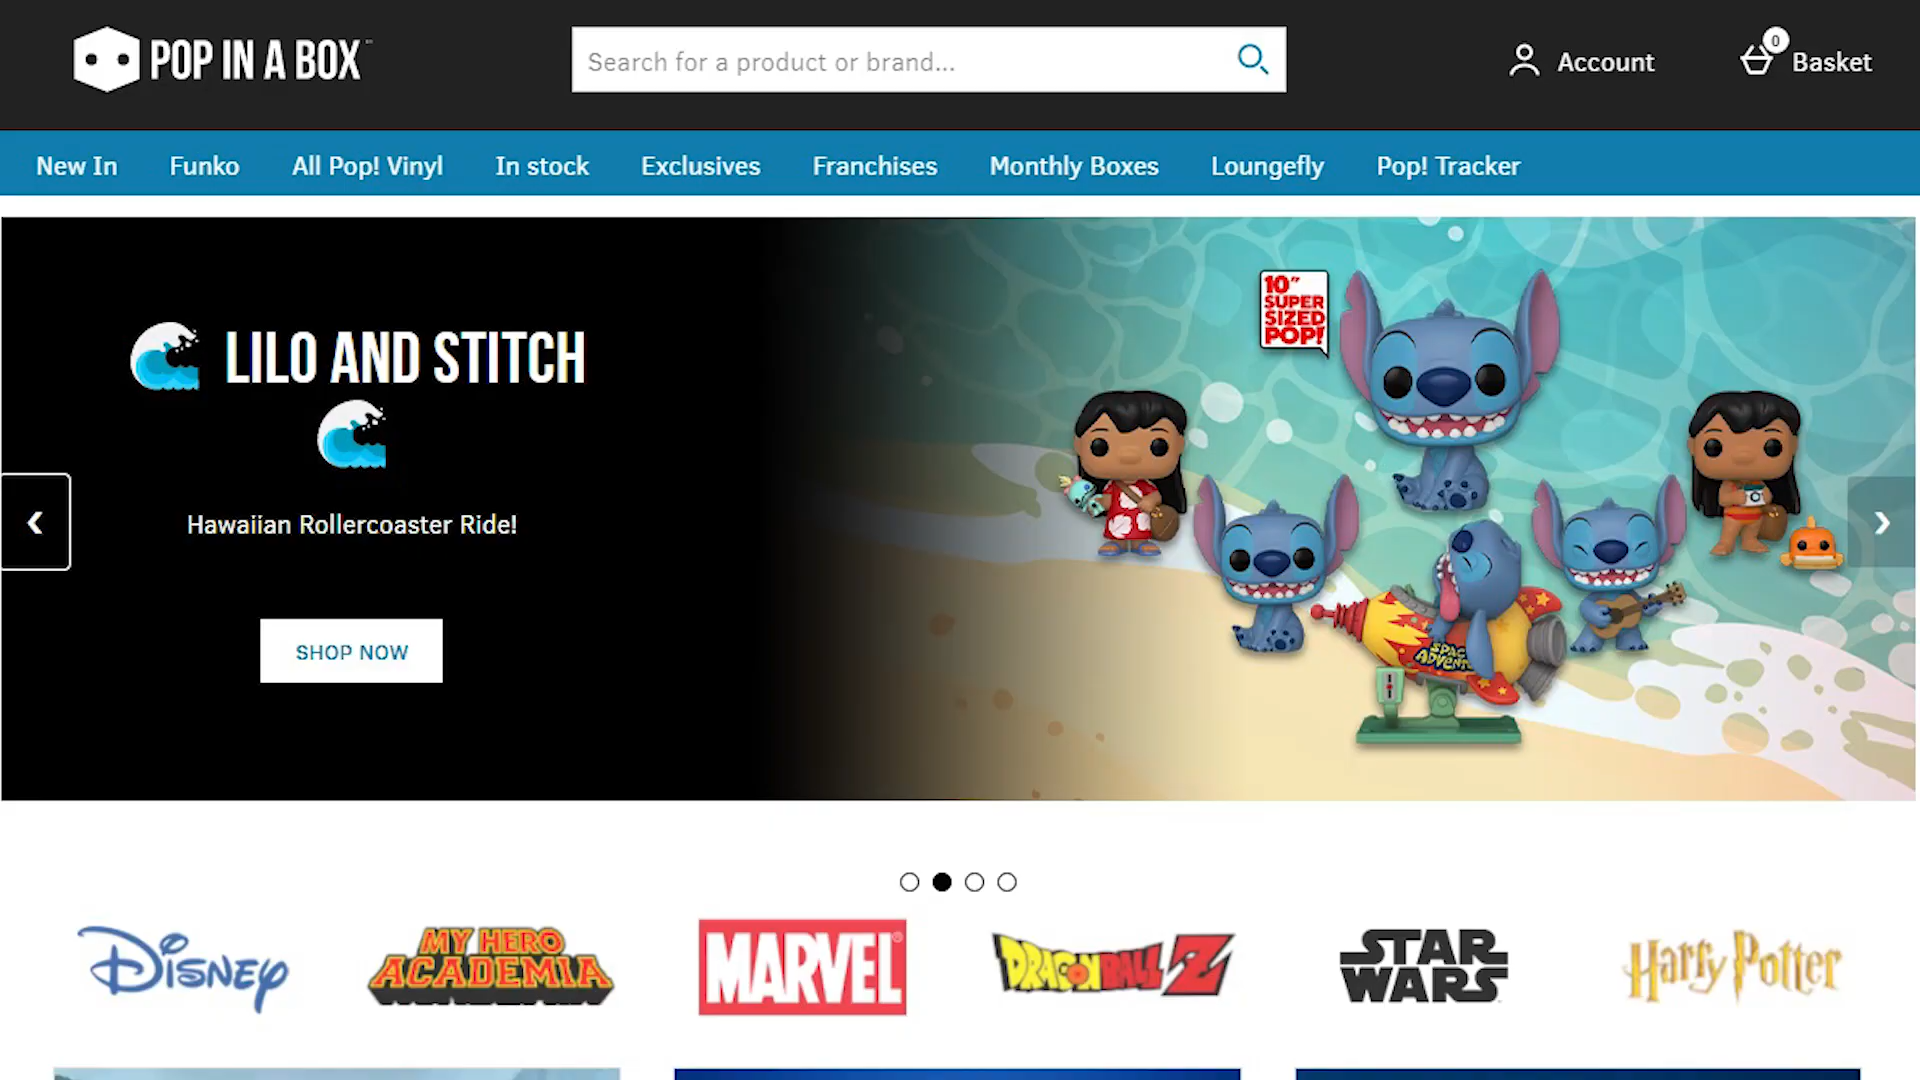 POP IN A BOX
Search for a product or brand...
Account
0
Basket
New In
Funko
All Pop! Vinyl
In stock
Exclusives
Franchises
Monthly Boxes
Loungefly
Pop! Tracker
LILO AND STITCH
Hawaiian Rollercoaster Ride!
SHOP NOW
10"
SUPER
SIZED
POP!
DISNEY
MY HERO
ACADEMIA
MARVEL
DRAGONBALL Z
STAR
WARS
Harry Potter